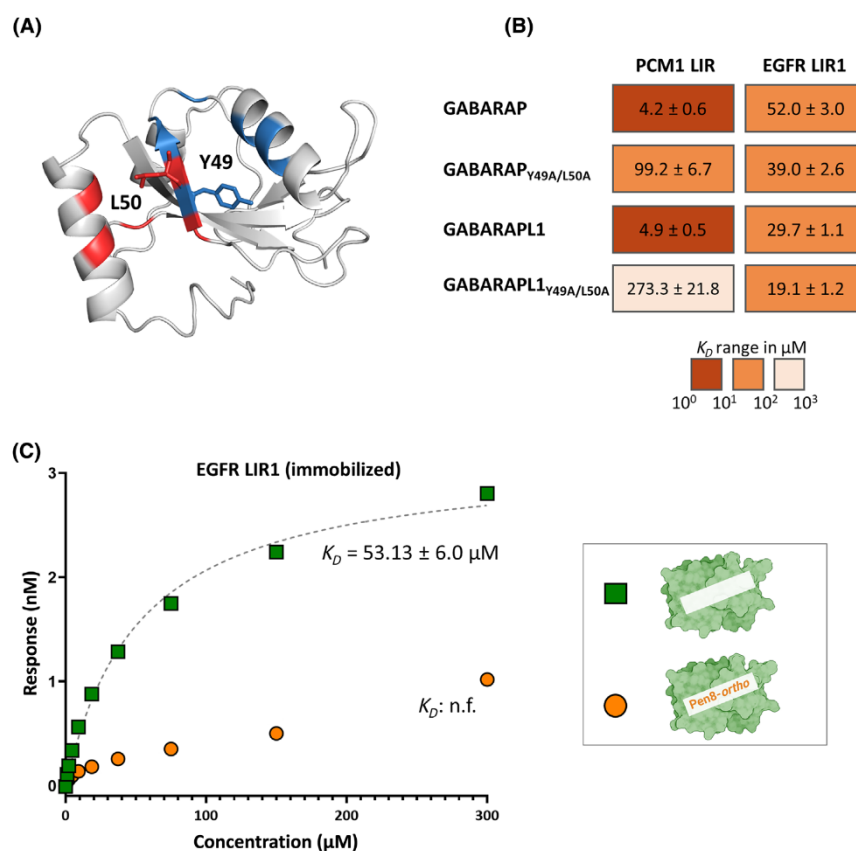 (A)
L50
Y49
(B)
PCM1 LIR EGFR LIR1
GABARAP 4.2 ± 0.6 52.0 ± 3.0
GABARAPY49A/L50A 99.2 ± 6.7 39.0 ± 2.6
GABARAPL1 4.9 ± 0.5 29.7 ± 1.1
GABARAPL1Y49A/L50A 273.3 ± 21.8 19.1 ± 1.2
KD range in µM
10⁰ 10¹ 10² 10³
(C)
EGFR LIR1 (immobilized)
Response (nM)
3
2
1
0
KD = 53.13 ± 6.0 µM
KD: n.f.
0 100 200 300
Concentration (µM)
Pen8-ortho